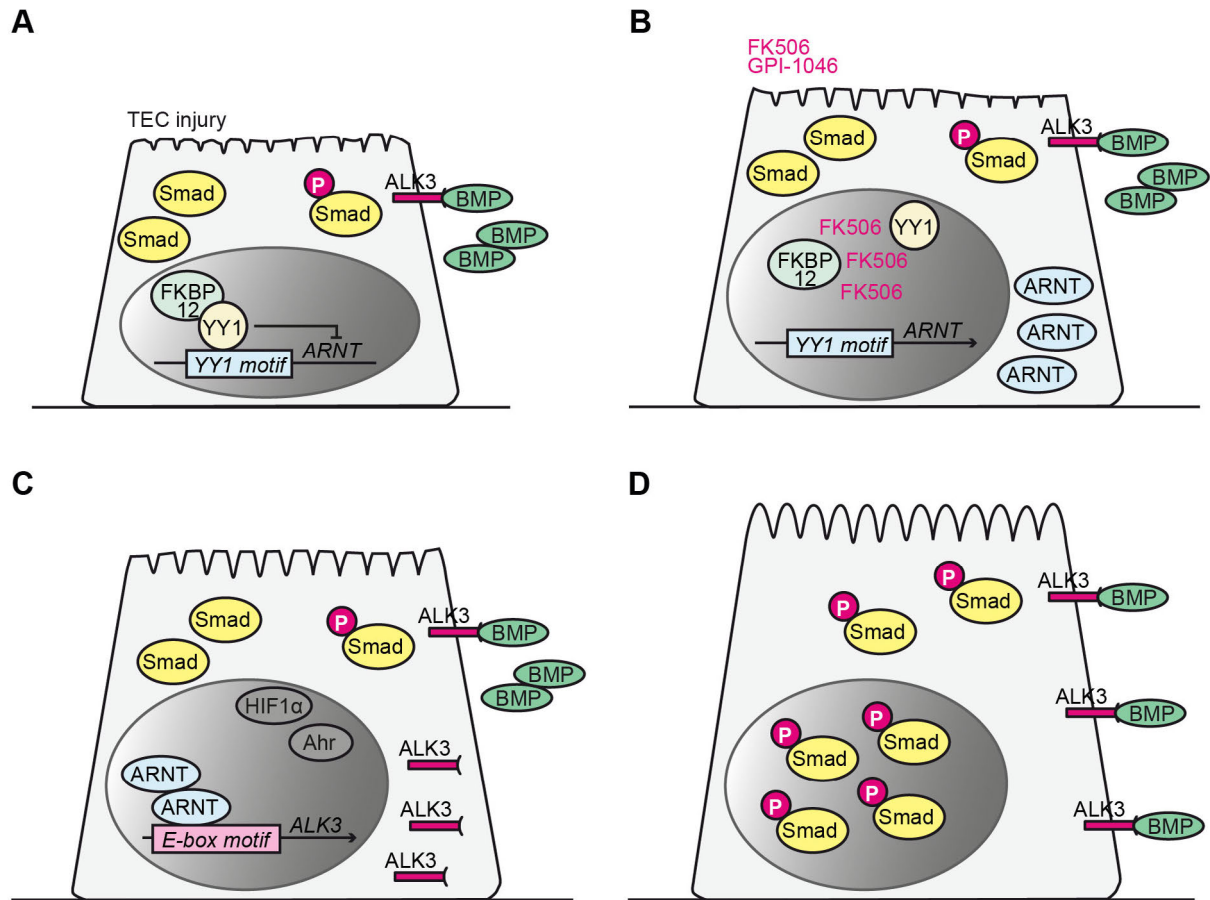 A
TEC injury
Smad
Smad
P
Smad
ALK3
BMP
BMP
BMP
FKBP
12
YY1
ARNT
YY1 motif
B
FK506
GPI-1046
Smad
Smad
P
Smad
ALK3
BMP
BMP
BMP
FK506
YY1
FKBP
12
FK506
FK506
ARNT
YY1 motif
ARNT
ARNT
ARNT
C
Smad
Smad
P
Smad
ALK3
BMP
BMP
BMP
HIF1α
Ahr
ARNT
ARNT
E-box motif
ALK3
ALK3
ALK3
ALK3
D
P
Smad
P
Smad
ALK3
BMP
P
Smad
P
Smad
P
Smad
P
Smad
ALK3
BMP
ALK3
BMP